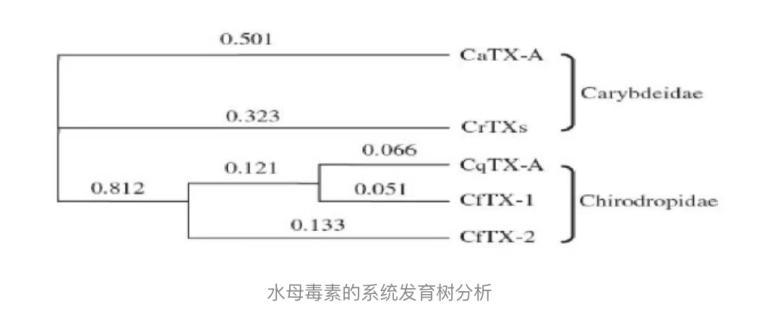 0.501
CaTX-A
Carybdeidae
0.323
CrTXs
0.066
CqTX-A
0.121
0.051
CfTX-1
Chirodropidae
0.812
0.133
CfTX-2
水母毒素的系统发育树分析